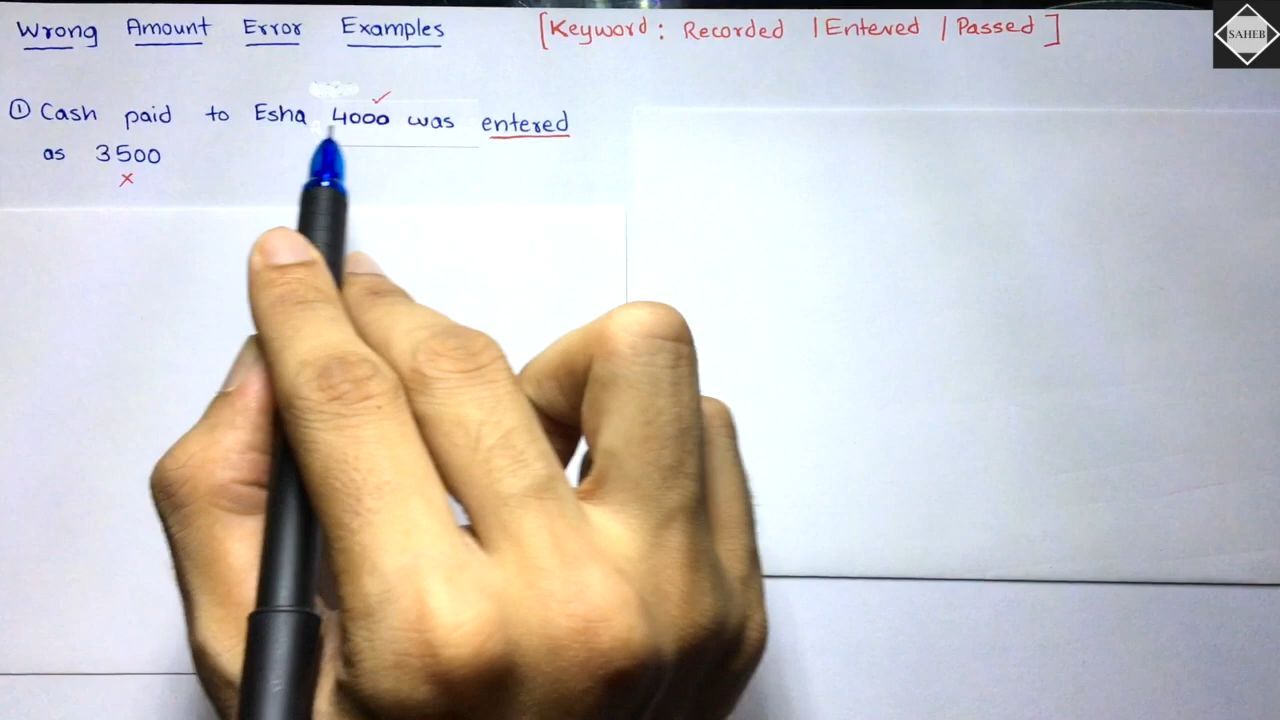 Wrong Amount Error Examples [Keyword: Recorded | Entered | Passed]
① Cash paid to Esha 4000 was entered
as 3500
SAHEB